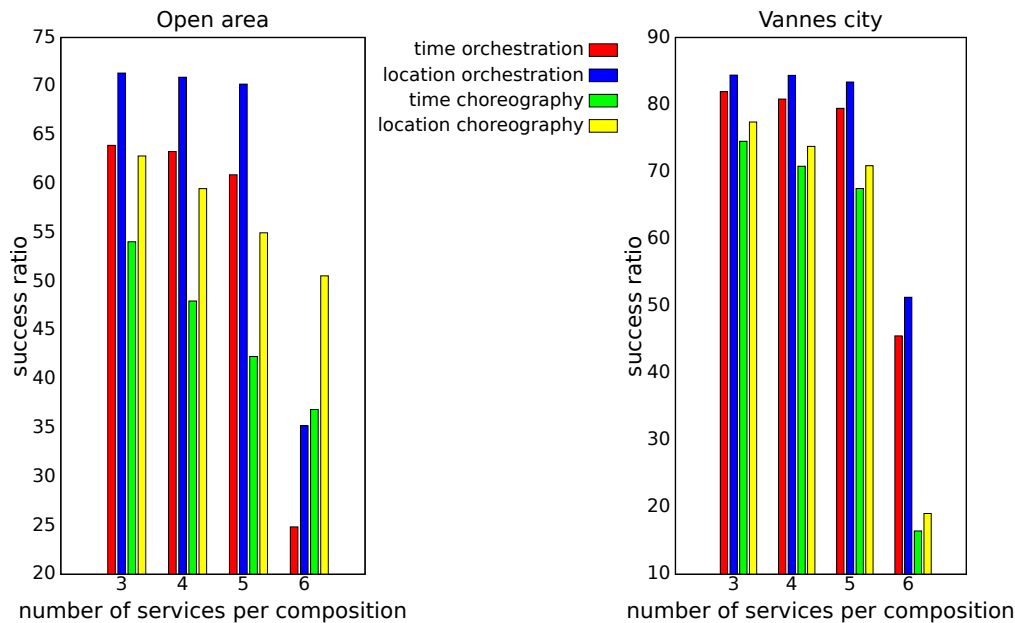 Open area
75
70
65
60
55
50
45
40
35
30
25
20
success ratio
3 4 5 6
number of services per composition
time orchestration
location orchestration
time choreography
location choreography
Vannes city
90
80
70
60
50
40
30
20
10
success ratio
3 4 5 6
number of services per composition